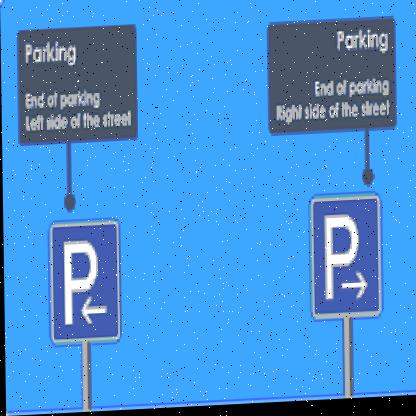 Parking
End of parking
Left side of the street
Parking
End of parking
Right side of the street
P
P